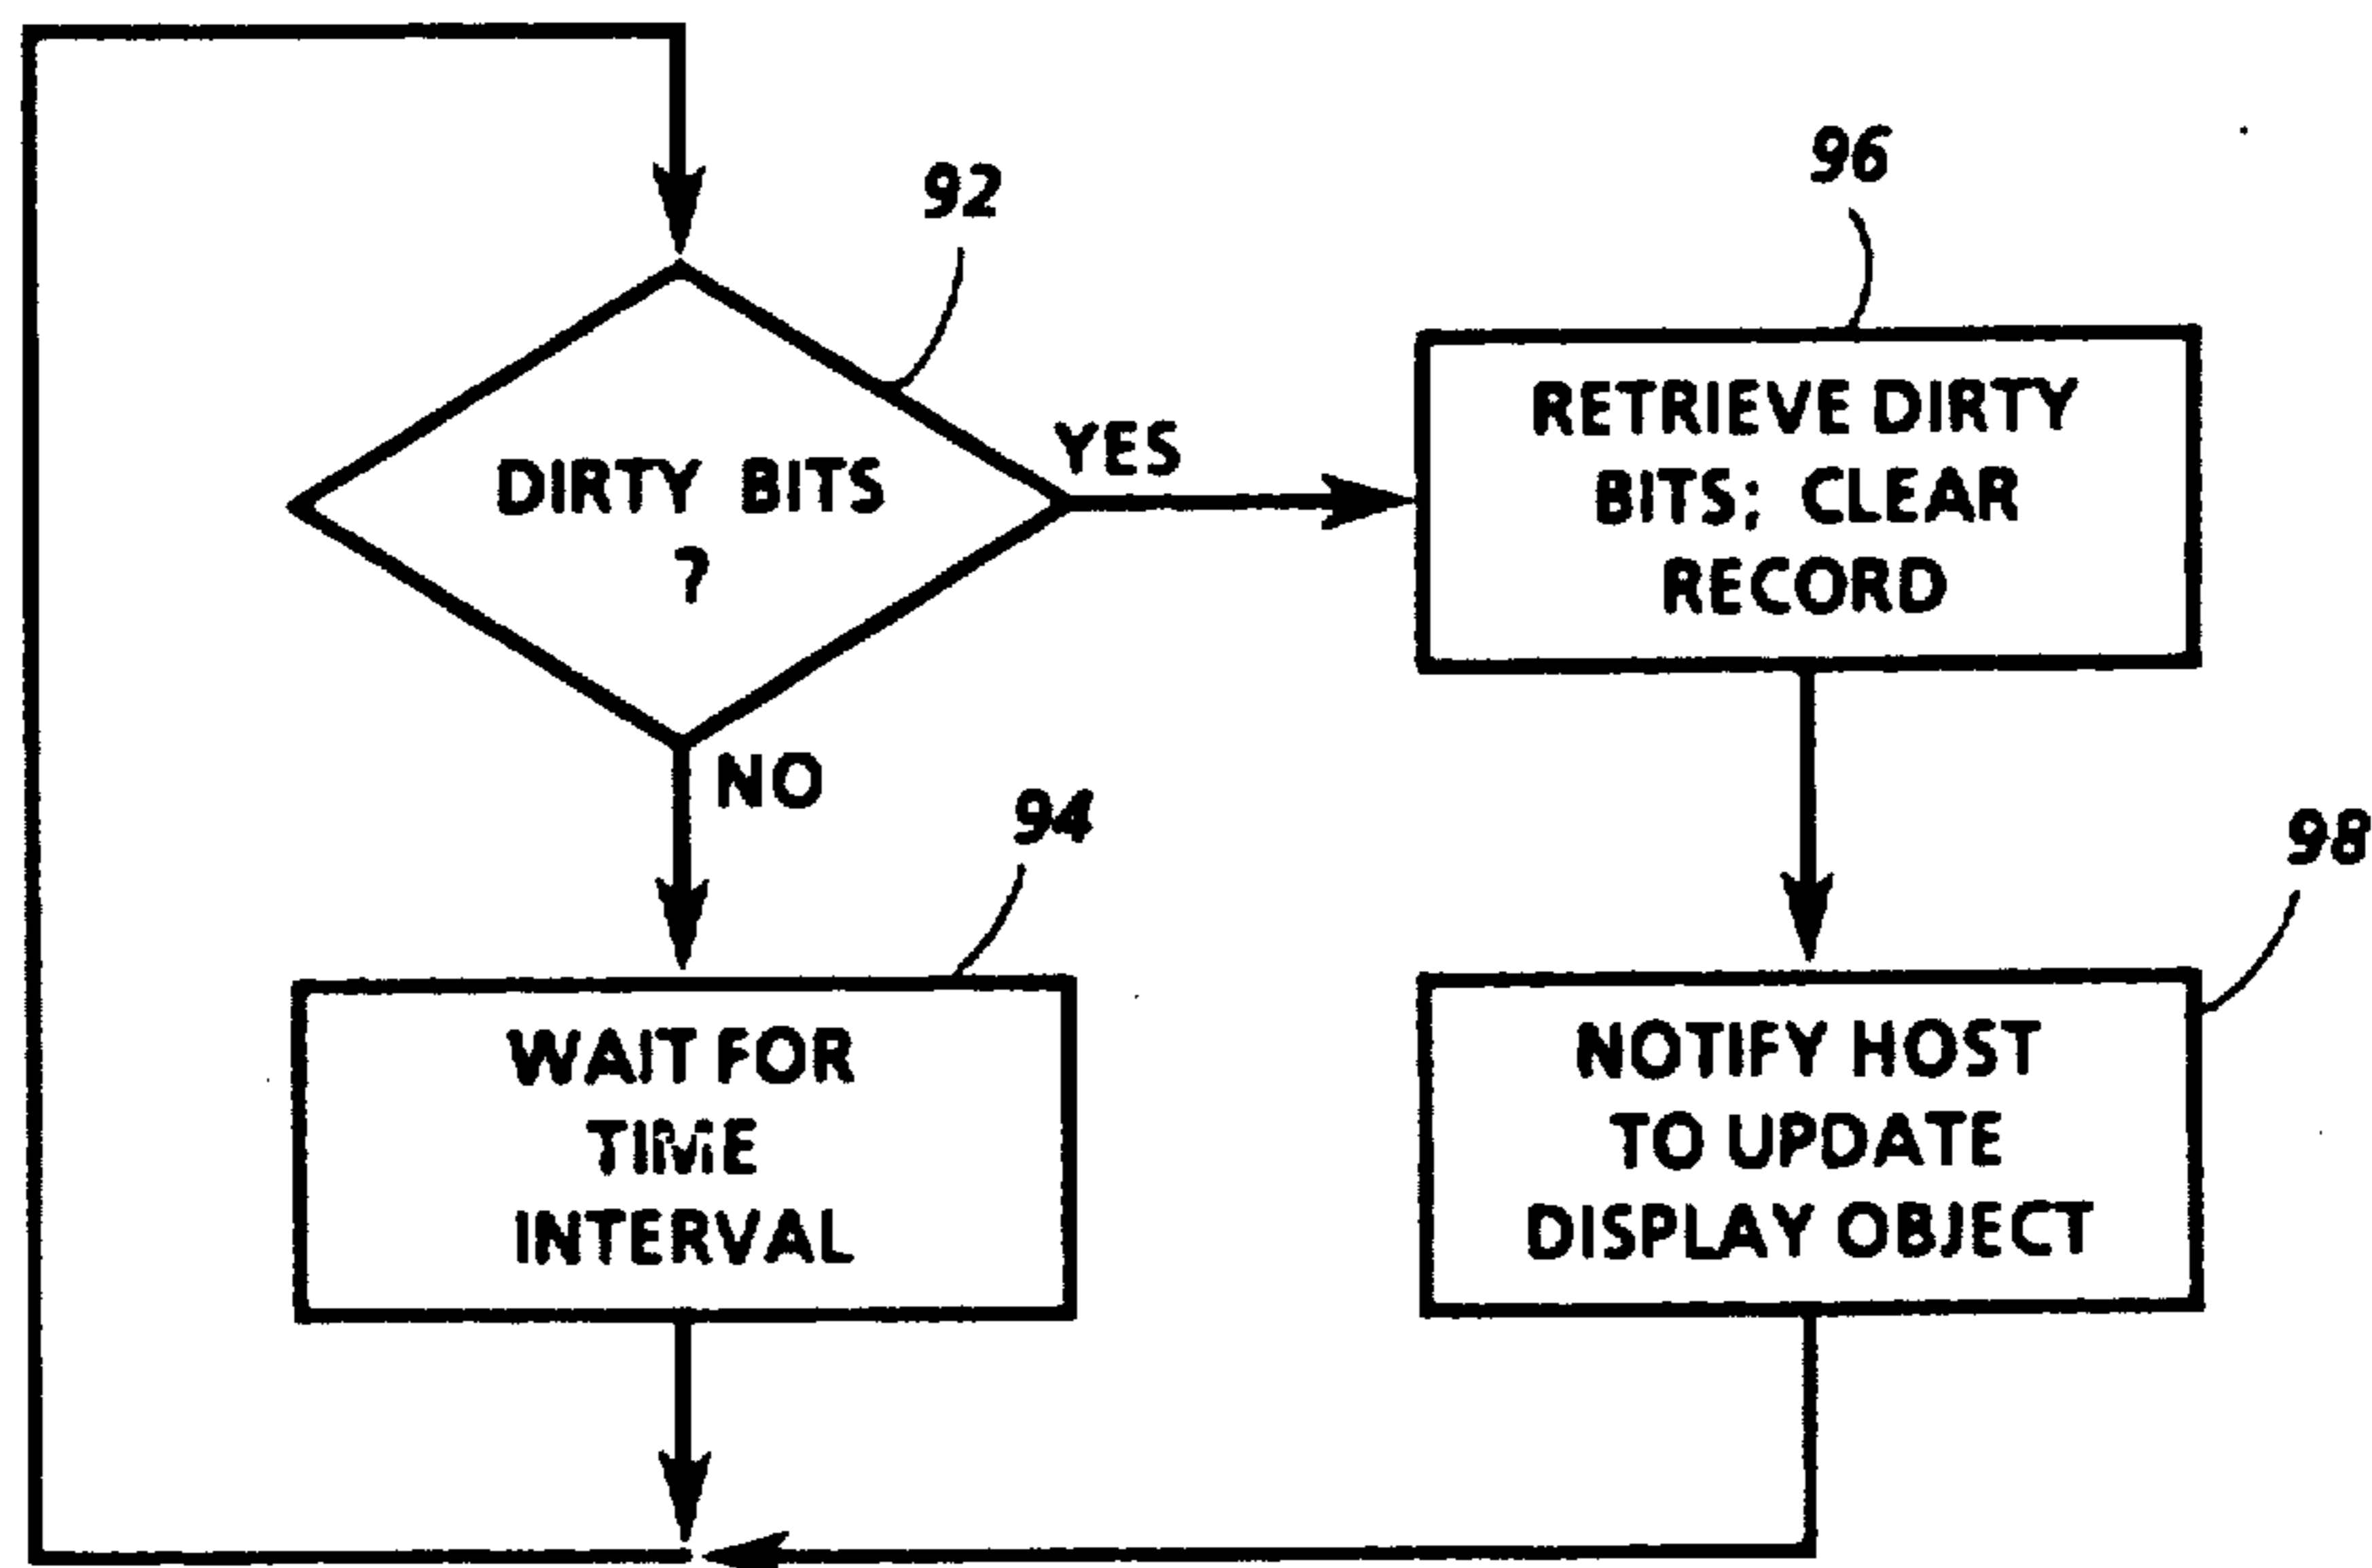 92
DIRTY BITS
?
YES
NO
94
WAIT FOR
TIME
INTERVAL
96
RETRIEVE DIRTY
BITS; CLEAR
RECORD
98
NOTIFY HOST
TO UPDATE
DISPLAY OBJECT